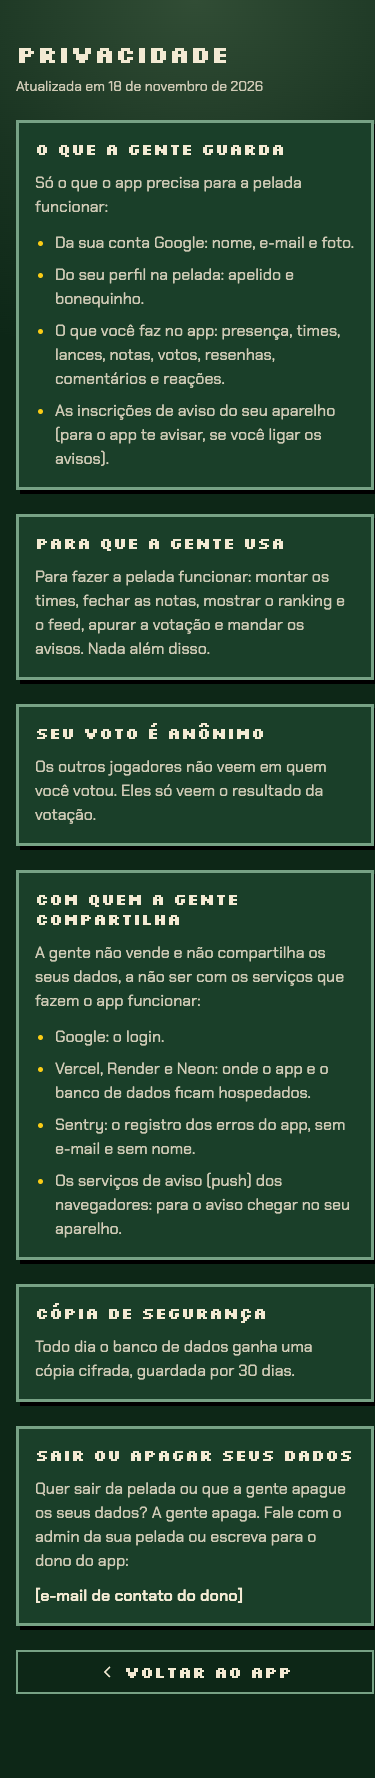 PRIVACIDADE
Atualizada em 18 de novembro de 2026
O QUE A GENTE GUARDA
Só o que o app precisa para a pelada
funcionar:
• Da sua conta Google: nome, e-mail e foto.
• Do seu perfil na pelada: apelido e
bonequinho.
• O que você faz no app: presença, times,
lances, notas, votos, resenhas,
comentários e reações.
• As inscrições de aviso do seu aparelho
(para o app te avisar, se você ligar os
avisos).
PARA QUE A GENTE USA
Para fazer a pelada funcionar: montar os
times, fechar as notas, mostrar o ranking e
o feed, apurar a votação e mandar os
avisos. Nada além disso.
SEU VOTO É ANÔNIMO
Os outros jogadores não veem em quem
você votou. Eles só veem o resultado da
votação.
COM QUEM A GENTE
COMPARTILHA
A gente não vende e não compartilha os
seus dados, a não ser com os serviços que
fazem o app funcionar:
• Google: o login.
• Vercel, Render e Neon: onde o app e o
banco de dados ficam hospedados.
• Sentry: o registro dos erros do app, sem
e-mail e sem nome.
• Os serviços de aviso (push) dos
navegadores: para o aviso chegar no seu
aparelho.
CÓPIA DE SEGURANÇA
Todo dia o banco de dados ganha uma
cópia cifrada, guardada por 30 dias.
SAIR OU APAGAR SEUS DADOS
Quer sair da pelada ou que a gente apague
os seus dados? A gente apaga. Fale com o
admin da sua pelada ou escreva para o
dono do app:
[e-mail de contato do dono]
< VOLTAR AO APP